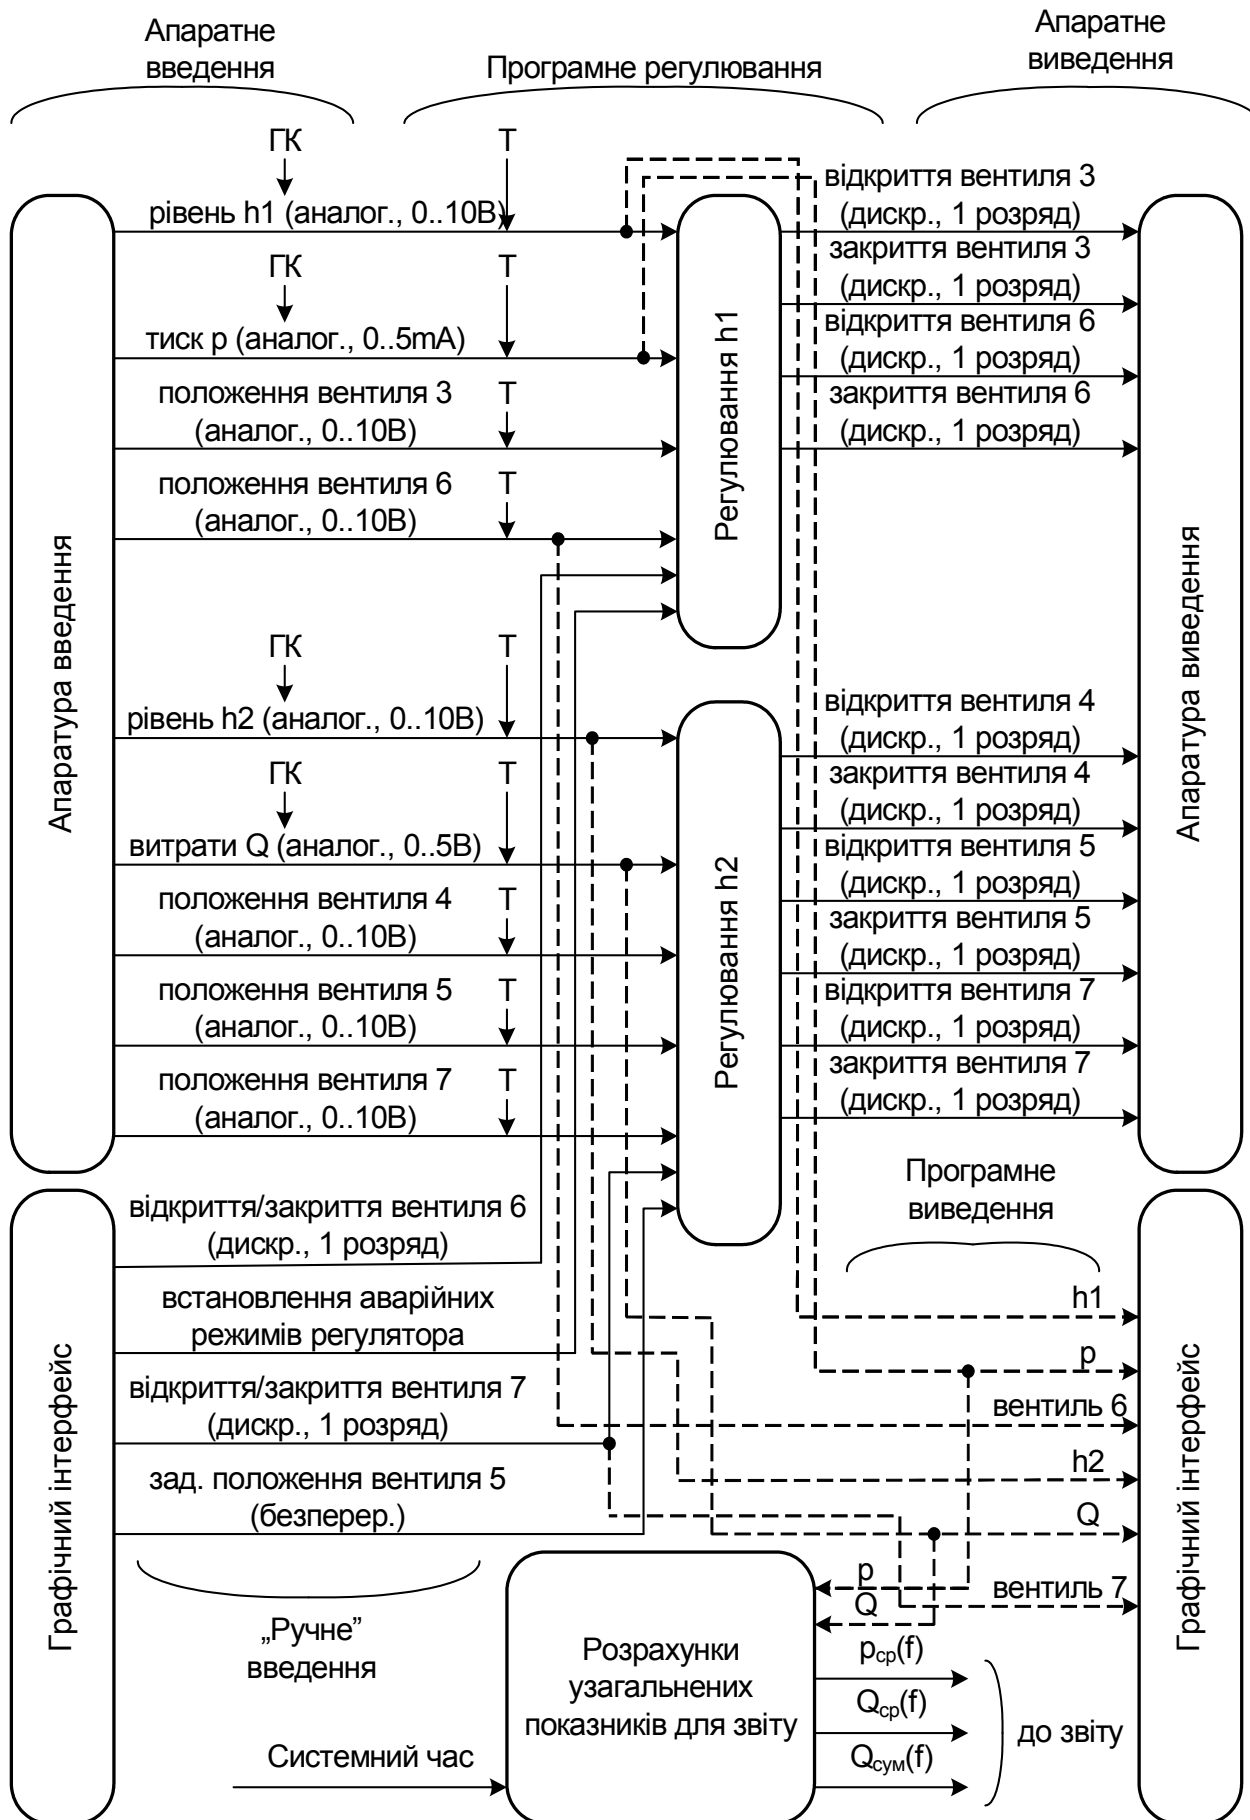 Апаратне
введення
Програмне регулювання
Апаратне
виведення
ГК
Т
рівень h1 (аналог., 0..10В)
ГК
Т
тиск р (аналог., 0..5mA)
положення вентиля 3
(аналог., 0..10В)
Т
положення вентиля 6
(аналог., 0..10В)
Т
ГК
Т
рівень h2 (аналог., 0..10В)
ГК
Т
витрати Q (аналог., 0..5В)
положення вентиля 4
(аналог., 0..10В)
Т
положення вентиля 5
(аналог., 0..10В)
Т
положення вентиля 7
(аналог., 0..10В)
Т
Апаратура введення
Регулювання h1
Регулювання h2
відкриття вентиля 3
(дискр., 1 розряд)
закриття вентиля 3
(дискр., 1 розряд)
відкриття вентиля 6
(дискр., 1 розряд)
закриття вентиля 6
(дискр., 1 розряд)
відкриття вентиля 4
(дискр., 1 розряд)
закриття вентиля 4
(дискр., 1 розряд)
відкриття вентиля 5
(дискр., 1 розряд)
закриття вентиля 5
(дискр., 1 розряд)
відкриття вентиля 7
(дискр., 1 розряд)
закриття вентиля 7
(дискр., 1 розряд)
Апаратура виведення
відкриття/закриття вентиля 6
(дискр., 1 розряд)
встановлення аварійних
режимів регулятора
відкриття/закриття вентиля 7
(дискр., 1 розряд)
зад. положення вентиля 5
(безперер.)
Графічний інтерфейс
„Ручне”
введення
Системний час
Програмне
виведення
h1
р
вентиль 6
h2
Q
вентиль 7
Графічний інтерфейс
р
Q
Розрахунки
узагальнених
показників для звіту
pср(f)
Qср(f)
Qсум(f)
до звіту